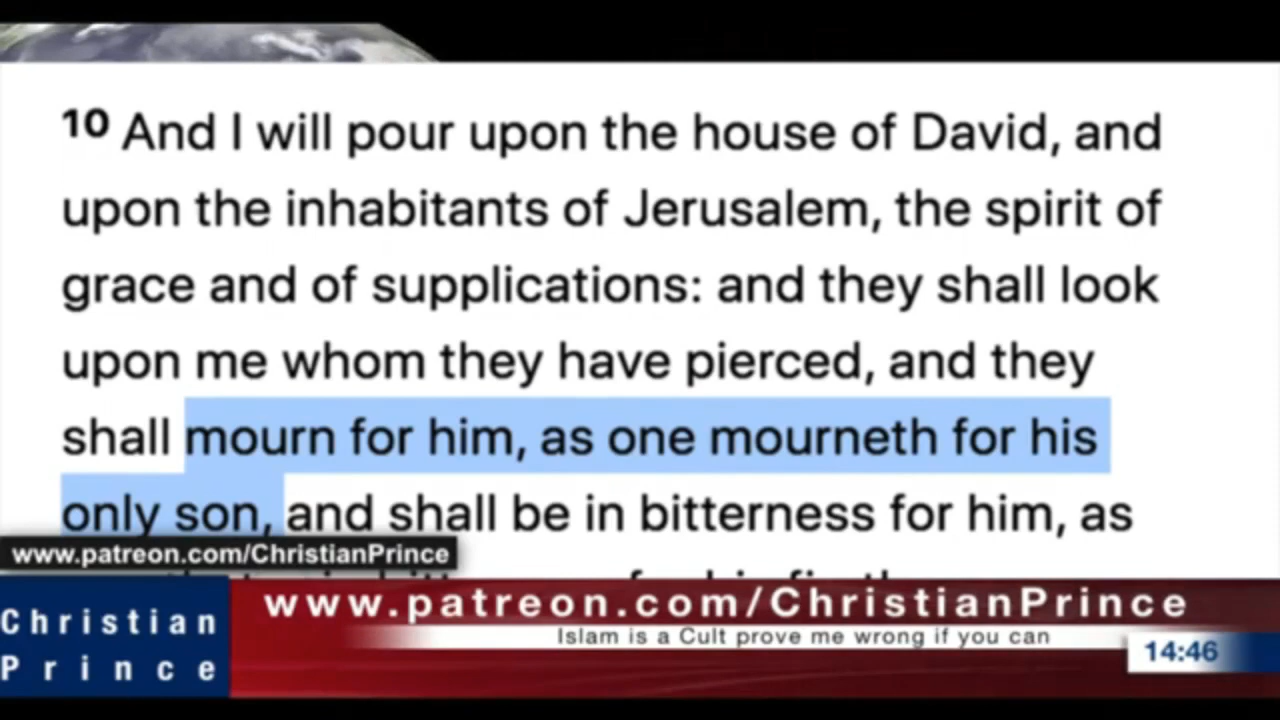 10 And I will pour upon the house of David, and
upon the inhabitants of Jerusalem, the spirit of
grace and of supplications: and they shall look
upon me whom they have pierced, and they
shall mourn for him, as one mourneth for his
only son, and shall be in bitterness for him, as
www.patreon.com/ChristianPrince
Christian
Prince
www.patreon.com/ChristianPrince
Islam is a Cult prove me wrong if you can
14:46